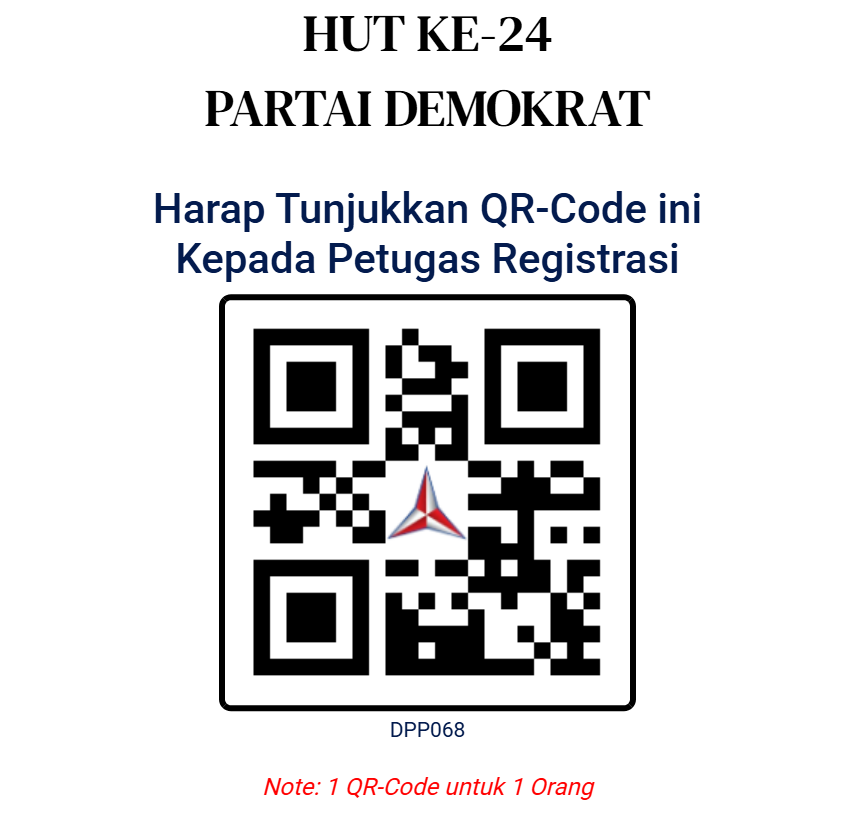 HUT KE-24
PARTAI DEMOKRAT
Harap Tunjukkan QR-Code ini
Kepada Petugas Registrasi
DPP068
Note: 1 QR-Code untuk 1 Orang